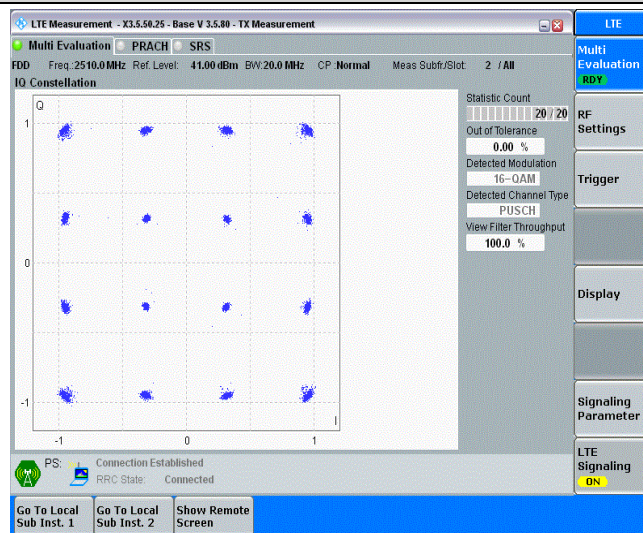 LTE Measurement - X3.5.50.25 - Base V 3.5.80 - TX Measurement
LTE
Multi Evaluation PRACH SRS
FDD Freq.:2510.0 MHz Ref. Level: 41.00 dBm BW:20.0 MHz CP :Normal Meas Subfr./Slot: 2 / All
IQ Constellation
Q
1
0
-1
I
-1 0 1
Statistic Count
20 / 20
Out of Tolerance
0.00 %
Detected Modulation
16-QAM
Detected Channel Type
PUSCH
View Filter Throughput
100.0 %
Multi
Evaluation
RDY
RF
Settings
Trigger
Display
Signaling
Parameter
LTE
Signaling
ON
PS: Connection Established
RRC State: Connected
Go To Local
Sub Inst. 1
Go To Local
Sub Inst. 2
Show Remote
Screen